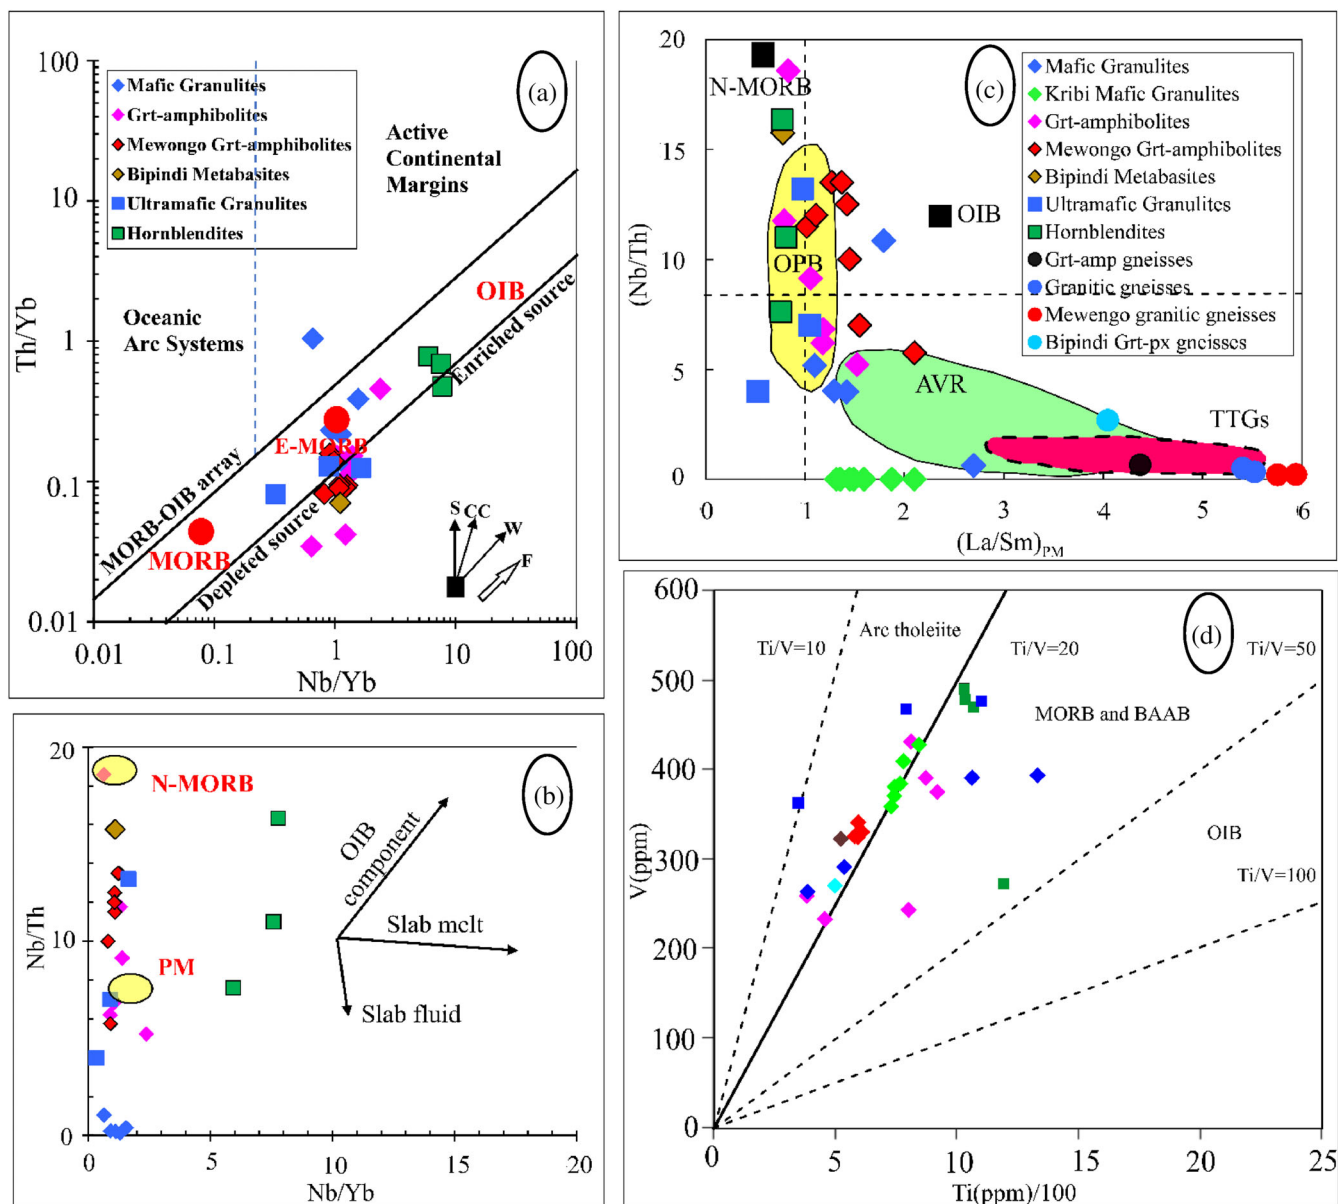 (a)
100
10
1
0.1
0.01
Th/Yb
Mafic Granulites
Grt-amphibolites
Mewongo Grt-amphibolites
Bipindi Metabasites
Ultramafic Granulites
Hornblendites
Active
Continental
Margins
Oceanic
Arc Systems
OIB
Enriched source
E-MORB
MORB-OIB array
MORB
Depleted source
S
CC
W
F
0.01
0.1
1
10
100
Nb/Yb
(c)
20
15
10
5
0
(Nb/Th)
N-MORB
OIB
OPB
AVR
TTGs
Mafic Granulites
Kribi Mafic Granulites
Grt-amphibolites
Mewongo Grt-amphibolites
Bipindi Metabasites
Ultramafic Granulites
Hornblendites
Grt-amp gneisses
Granitic gneisses
Mewengo granitic gneisses
Bipindi Grt-px gneisses
0
1
2
3
4
5
6
(La/Sm)PM
(b)
20
15
10
5
0
Nb/Th
N-MORB
PM
OIB
component
Slab melt
Slab fluid
0
5
10
15
20
Nb/Yb
(d)
600
500
400
300
200
100
0
V(ppm)
Arc tholeiite
Ti/V=10
Ti/V=20
Ti/V=50
MORB and BAAB
OIB
Ti/V=100
0
5
10
15
20
25
Ti(ppm)/100